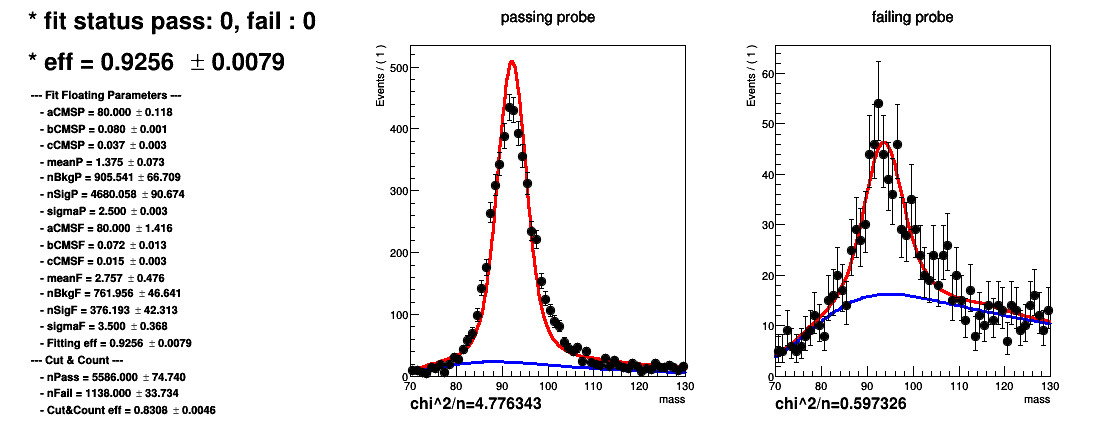 * fit status pass: 0, fail : 0
* eff = 0.9256 ± 0.0079
--- Fit Floating Parameters ---
- aCMSP = 80.000 ± 0.118
- bCMSP = 0.080 ± 0.001
- cCMSP = 0.037 ± 0.003
- meanP = 1.375 ± 0.073
- nBkgP = 905.541 ± 66.709
- nSigP = 4680.058 ± 90.674
- sigmaP = 2.500 ± 0.003
- aCMSF = 80.000 ± 1.416
- bCMSF = 0.072 ± 0.013
- cCMSF = 0.015 ± 0.003
- meanF = 2.757 ± 0.476
- nBkgF = 761.956 ± 46.641
- nSigF = 376.193 ± 42.313
- sigmaF = 3.500 ± 0.368
- Fitting eff = 0.9256 ± 0.0079
--- Cut & Count ---
- nPass = 5586.000 ± 74.740
- nFail = 1138.000 ± 33.734
- Cut&Count eff = 0.8308 ± 0.0046
passing probe
Events / ( 1 )
500
400
300
200
100
0
70 80 90 100 110 120 130
mass
chi^2/n=4.776343
failing probe
Events / ( 1 )
60
50
40
30
20
10
0
70 80 90 100 110 120 130
mass
chi^2/n=0.597326